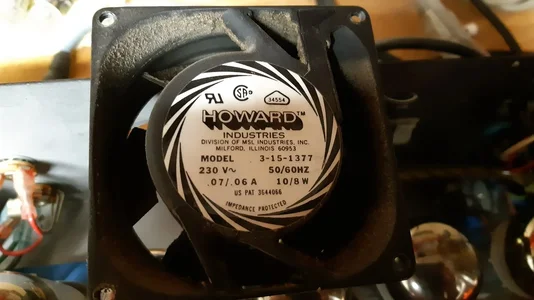 34554
HOWARD™
INDUSTRIES
DIVISION OF MSL INDUSTRIES, INC.
MILFORD, ILLINOIS 60953
MODEL 3-15-1377
230 V~ 50/60HZ
.07/.06 A 10/8 W
US PAT 3644066
IMPEDANCE PROTECTED